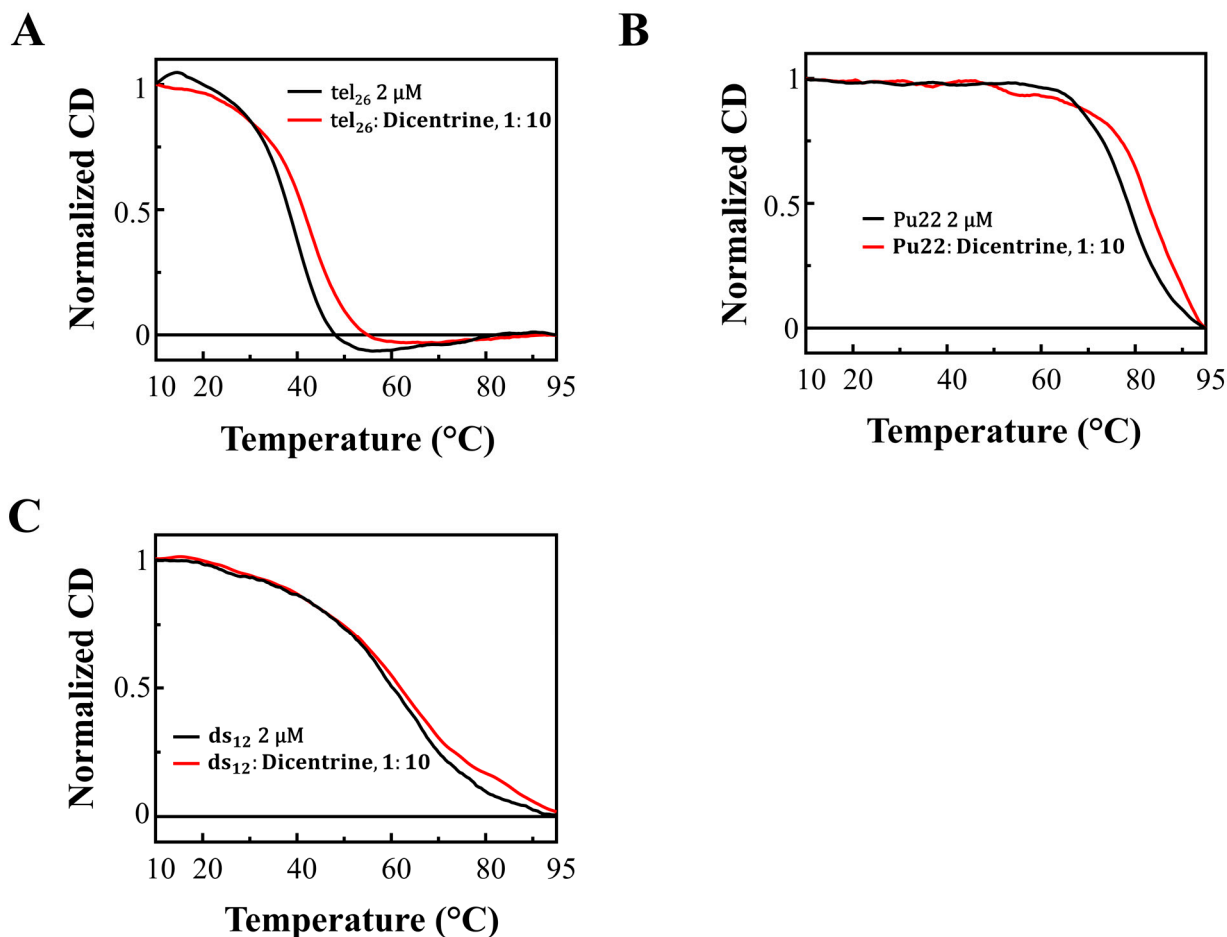 A
Normalized CD
1
0.5
0
tel₂₆ 2 μM
tel₂₆: Dicentrine, 1: 10
10 20 40 60 80 95
Temperature (°C)
B
Normalized CD
1
0.5
0
Pu22 2 μM
Pu22: Dicentrine, 1: 10
10 20 40 60 80 95
Temperature (°C)
C
Normalized CD
1
0.5
0
ds₁₂ 2 μM
ds₁₂: Dicentrine, 1: 10
10 20 40 60 80 95
Temperature (°C)